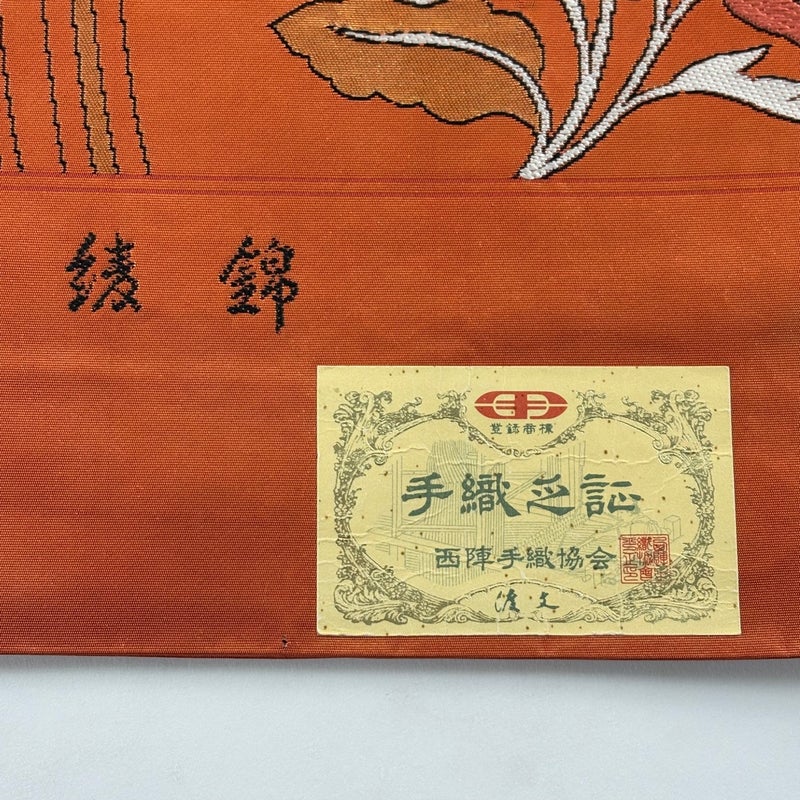 綾錦
登録商標
手織之証
西陣手織協会
渡文